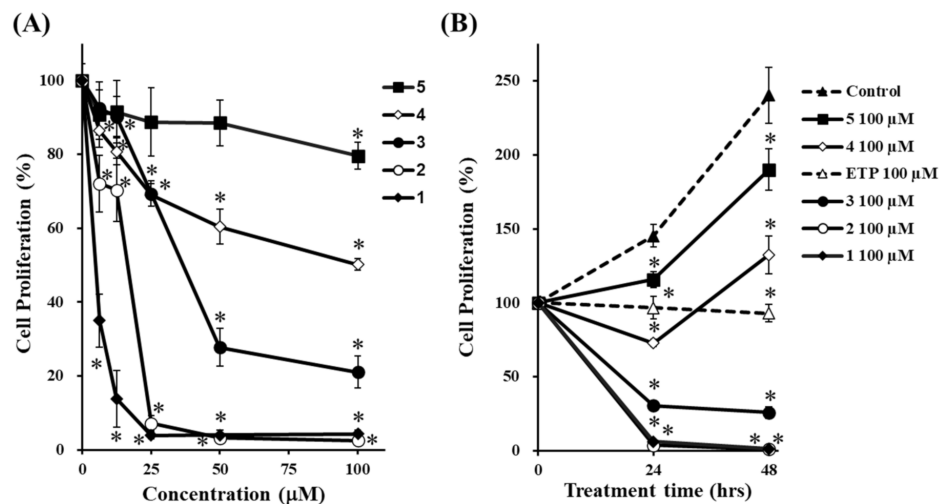 (A)
Cell Proliferation (%)
100
80
60
40
20
0
* * * * * * * * * * * * * * * * * *
5
4
3
2
1
0 25 50 75 100
Concentration (μM)
(B)
Cell Proliferation (%)
250
200
150
100
50
0
* * * * * * * * * * * *
Control
5 100 μM
4 100 μM
ETP 100 μM
3 100 μM
2 100 μM
1 100 μM
0 24 48
Treatment time (hrs)